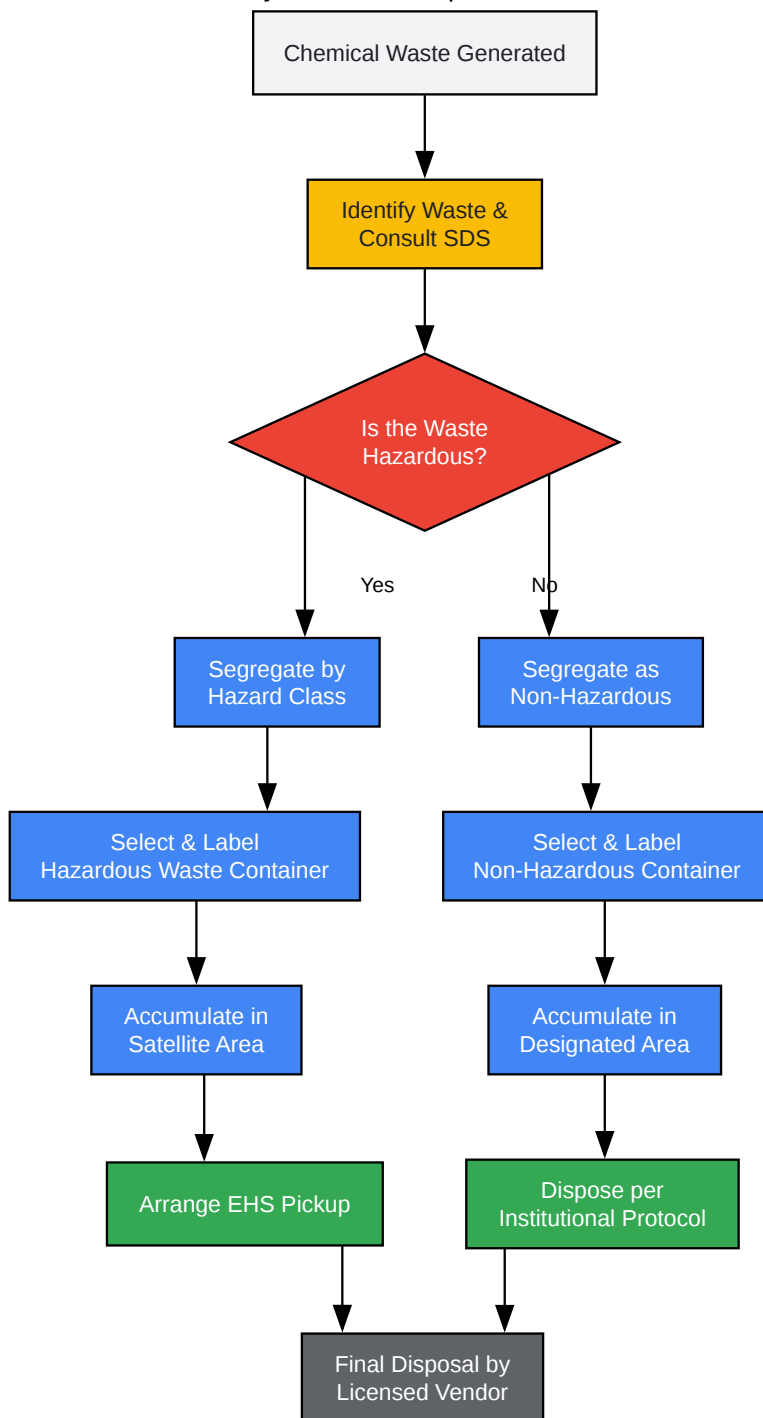 Chemical Waste Generated
Identify Waste &
Consult SDS
Is the Waste
Hazardous?
Yes
No
Segregate by
Hazard Class
Segregate as
Non-Hazardous
Select & Label
Hazardous Waste Container
Select & Label
Non-Hazardous Container
Accumulate in
Satellite Area
Accumulate in
Designated Area
Arrange EHS Pickup
Dispose per
Institutional Protocol
Final Disposal by
Licensed Vendor